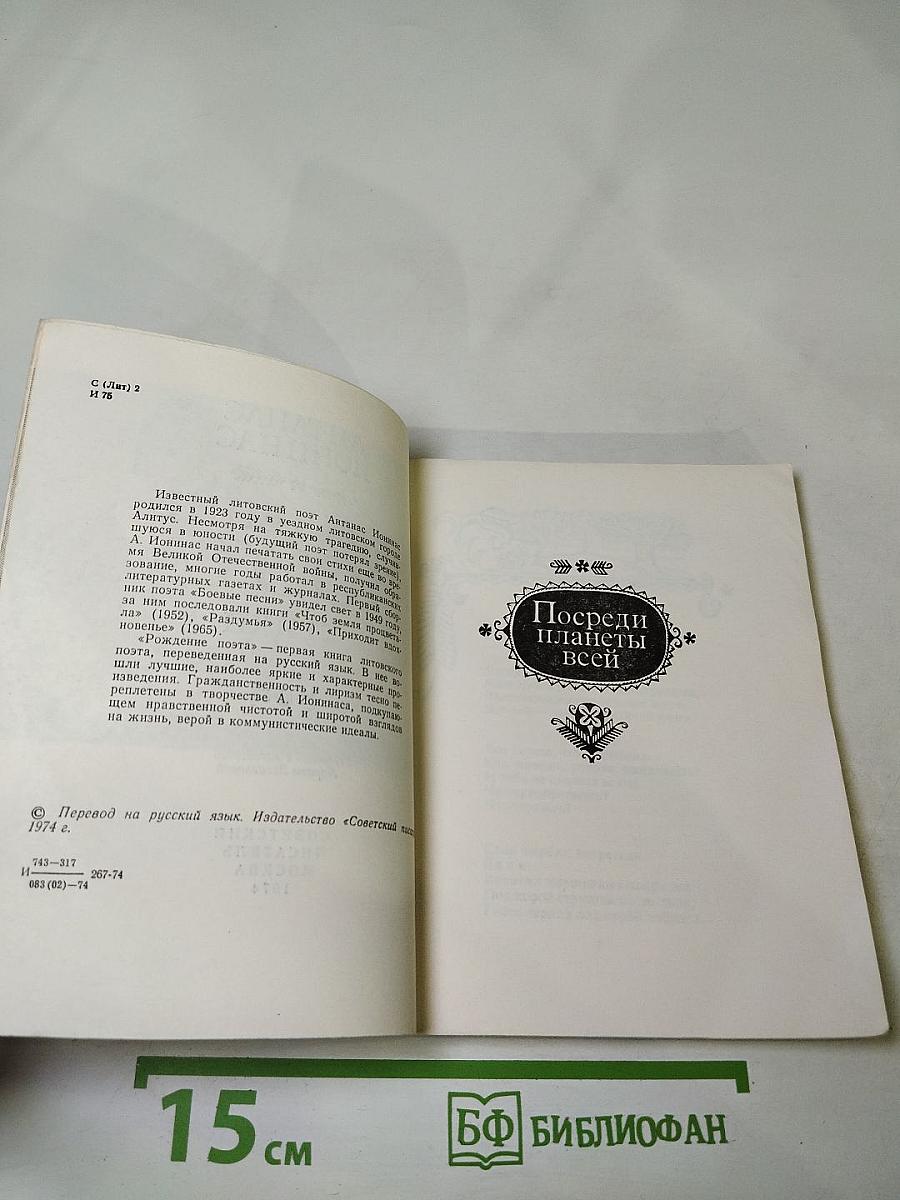 С (Лит) 2
И 75
Известный литовский поэт Антанас Ионинас
родился в 1923 году в уездном литовском городе
Алитус. Несмотря на тяжкую трагедию, случив-
шуюся в юности (будущий поэт потерял зрение),
А. Ионинас начал печатать свои стихи еще во вре-
мя Великой Отечественной войны, получил обра-
зование, многие годы работал в республиканских
литературных газетах и журналах. Первый сбор-
ник поэта «Боевые песни» увидел свет в 1949 году,
за ним последовали книги «Чтоб земля процвета-
ла» (1952), «Раздумья» (1957), «Приходит вдох-
новенье» (1965).
«Рождение поэта» — первая книга литовского
поэта, переведенная на русский язык. В нее во-
шли лучшие, наиболее яркие и характерные про-
изведения. Гражданственность и лиризм тесно пе-
реплетены в творчестве А. Ионинаса, подкупаю-
щем нравственной чистотой и широтой взглядов
на жизнь, верой в коммунистические идеалы.
© Перевод на русский язык. Издательство «Советский
1974 г.
743—317
И 267-74
083(02)—74
Посреди
планеты
всей
15 см
БФ БИБЛИОФАН